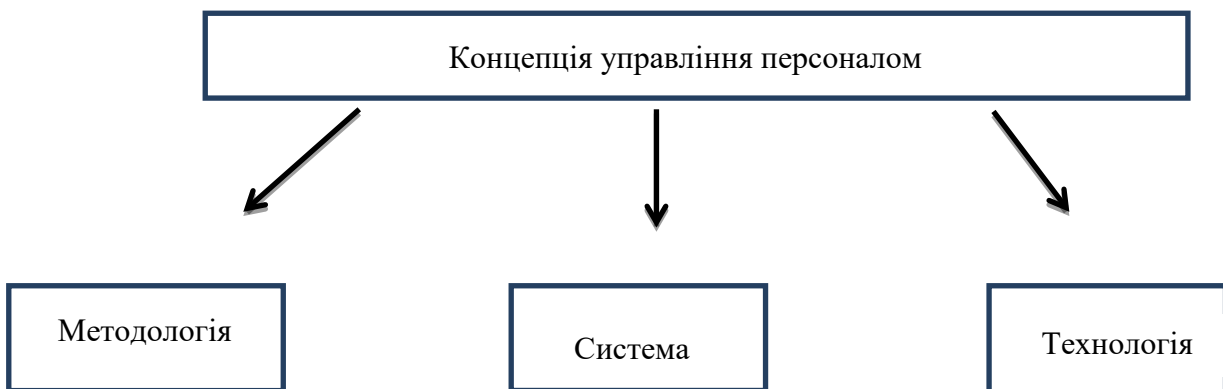 Концепція управління персоналом
Методологія
Система
Технологія